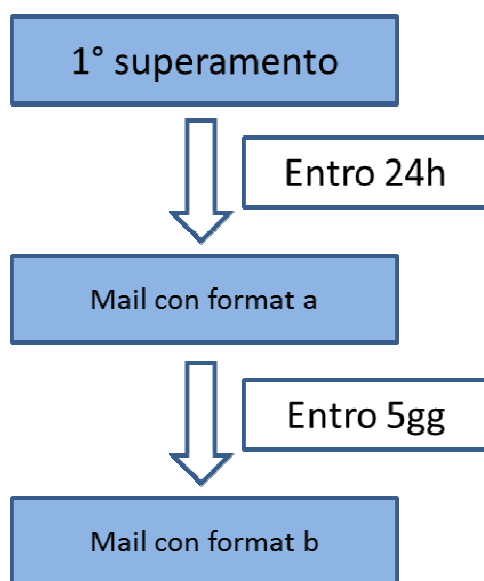 1° superamento
Entro 24h
Mail con format a
Entro 5gg
Mail con format b